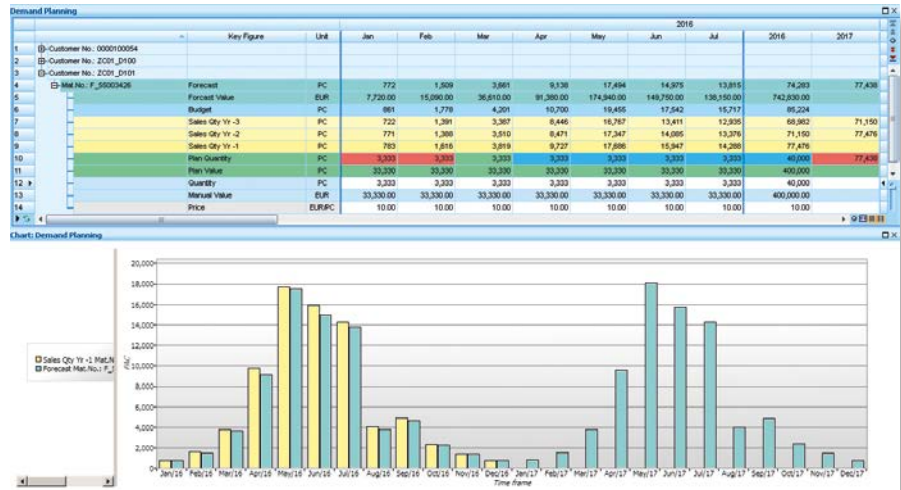 Demand Planning
2016
Key Figure Unit Jan Feb Mar Apr May Jun Jul 2016 2017
1 Customer No.: 0000100054
2 Customer No.: ZC01_D100
3 Customer No.: ZC01_D101
4 Mat.No.: F_SS003426 Forecast PC 772 1,509 3,661 9,138 17,494 14,975 13,815 74,283 77,438
5 Forcast Value EUR 7,720.00 15,090.00 36,610.00 91,380.00 174,940.00 149,750.00 138,150.00 742,830.00
6 Budget PC 861 1,778 4,201 10,700 19,455 17,542 15,717 85,224
7 Sales Qty Yr -3 PC 722 1,391 3,367 8,446 16,767 13,411 12,935 68,982 71,150
8 Sales Qty Yr -2 PC 771 1,388 3,510 8,471 17,347 14,085 13,376 71,150 77,476
9 Sales Qty Yr -1 PC 783 1,616 3,819 9,727 17,686 15,947 14,288 77,476
10 Plan Quantity PC 3,333 3,333 3,333 3,333 3,333 3,333 3,333 40,000 77,438
11 Plan Value PC 33,330 33,330 33,330 33,330 33,330 33,330 33,330 400,000
12 Quantity PC 3,333 3,333 3,333 3,333 3,333 3,333 3,333 40,000
13 Manual Value EUR 33,330.00 33,330.00 33,330.00 33,330.00 33,330.00 33,330.00 33,330.00 400,000.00
14 Price EUR/PC 10.00 10.00 10.00 10.00 10.00 10.00 10.00 10.00
Chart: Demand Planning
Sales Qty Yr -1 Mat.N
Forecast Mat.No.: F_
20,000
18,000
16,000
14,000
12,000
10,000
8,000
6,000
4,000
2,000
0
Jan/16 Feb/16 Mar/16 Apr/16 May/16 Jun/16 Jul/16 Aug/16 Sep/16 Oct/16 Nov/16 Dec/16 Jan/17 Feb/17 Mar/17 Apr/17 May/17 Jun/17 Jul/17 Aug/17 Sep/17 Oct/17 Nov/17 Dec/17
Time frame